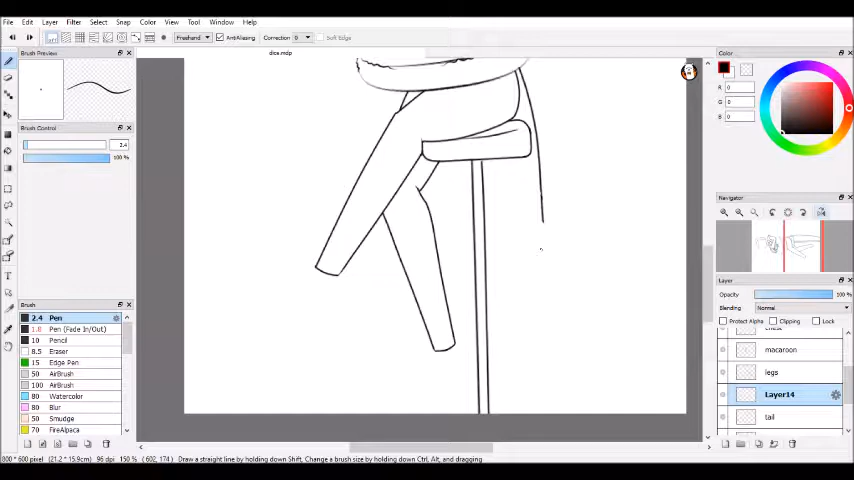 File Edit Layer Filter Select Snap Color View Tool Window Help
Freehand AntiAliasing Correction 0 Soft Edge
dice.mdp
Brush Preview
Brush Control
2.4
100 %
Brush
2.4 Pen
1.0 Pen (Fade In/Out)
10 Pencil
8.5 Eraser
15 Edge Pen
50 AirBrush
100 AirBrush
80 Watercolor
80 Blur
50 Smudge
70 FireAlpaca
Color
R 0
G 0
B 0
Navigator
Layer
Opacity 100 %
Blending Normal
Protect Alpha Clipping Lock
macaroon
legs
Layer14
tail
800 * 600 pixel (21.2 * 15.9cm) 96 dpi 150 % (602, 174) Draw a straight line by holding down Shift, Change a brush size by holding down Ctrl, Alt, and dragging